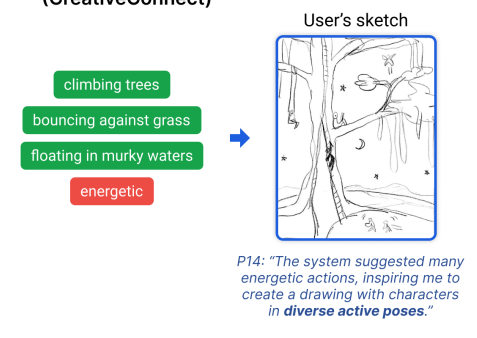 (CreativeConnect)
User's sketch
climbing trees
bouncing against grass
floating in murky waters
energetic
P14: “The system suggested many
energetic actions, inspiring me to
create a drawing with characters
in diverse active poses.”